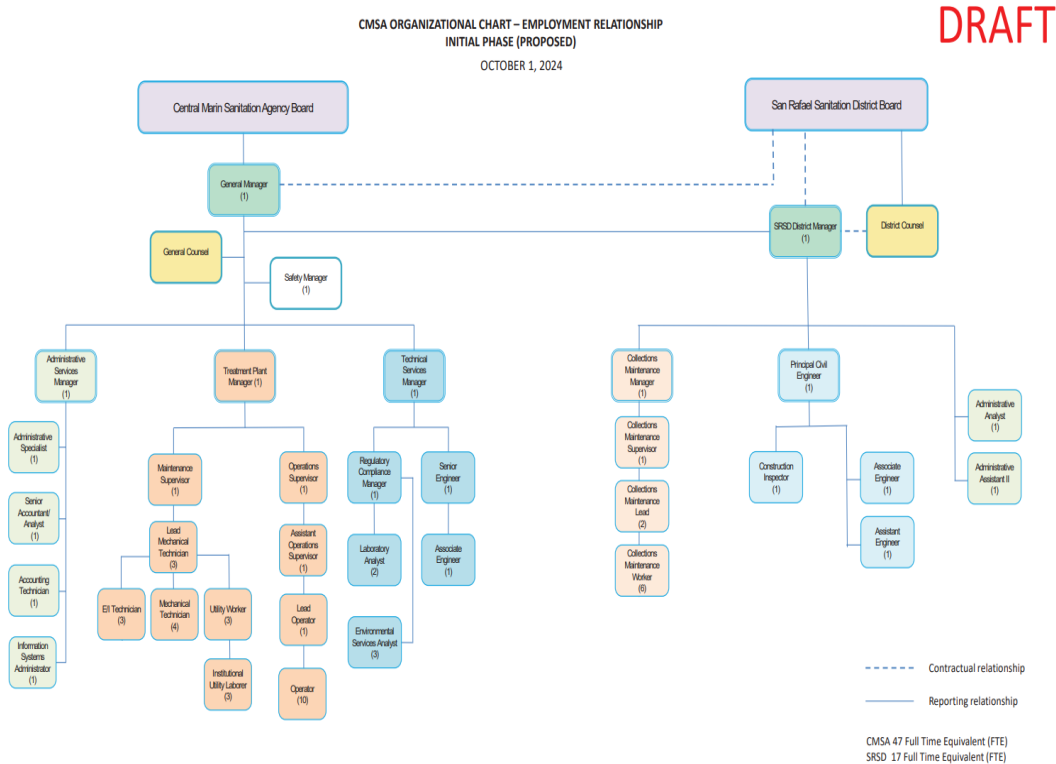 CMSA ORGANIZATIONAL CHART – EMPLOYMENT RELATIONSHIP
INITIAL PHASE (PROPOSED)
OCTOBER 1, 2024
DRAFT
Central Marin Sanitation Agency Board
San Rafael Sanitation District Board
General Manager
(1)
SRSD District Manager
(1)
District Counsel
General Counsel
Safety Manager
(1)
Administrative
Services
Manager
(1)
Treatment Plant
Manager (1)
Technical
Services
Manager
(1)
Collections
Maintenance
Manager
(1)
Principal Civil
Engineer
(1)
Administrative
Analyst
(1)
Administrative
Assistant II
(1)
Administrative
Specialist
(1)
Senior
Accountant/
Analyst
(1)
Accounting
Technician
(1)
Information
Systems
Administrator
(1)
Maintenance
Supervisor
(1)
Lead
Mechanical
Technician
(3)
E/I Technician
(3)
Mechanical
Technician
(4)
Utility Worker
(3)
Institutional
Utility Laborer
(3)
Operations
Supervisor
(1)
Assistant
Operations
Supervisor
(1)
Lead
Operator
(1)
Operator
(10)
Regulatory
Compliance
Manager
(1)
Laboratory
Analyst
(2)
Environmental
Services Analyst
(3)
Senior
Engineer
(1)
Associate
Engineer
(1)
Collections
Maintenance
Supervisor
(1)
Collections
Maintenance
Lead
(2)
Collections
Maintenance
Worker
(6)
Construction
Inspector
(1)
Associate
Engineer
(1)
Assistant
Engineer
(1)
Contractual relationship
Reporting relationship
CMSA 47 Full Time Equivalent (FTE)
SRSD 17 Full Time Equivalent (FTE)